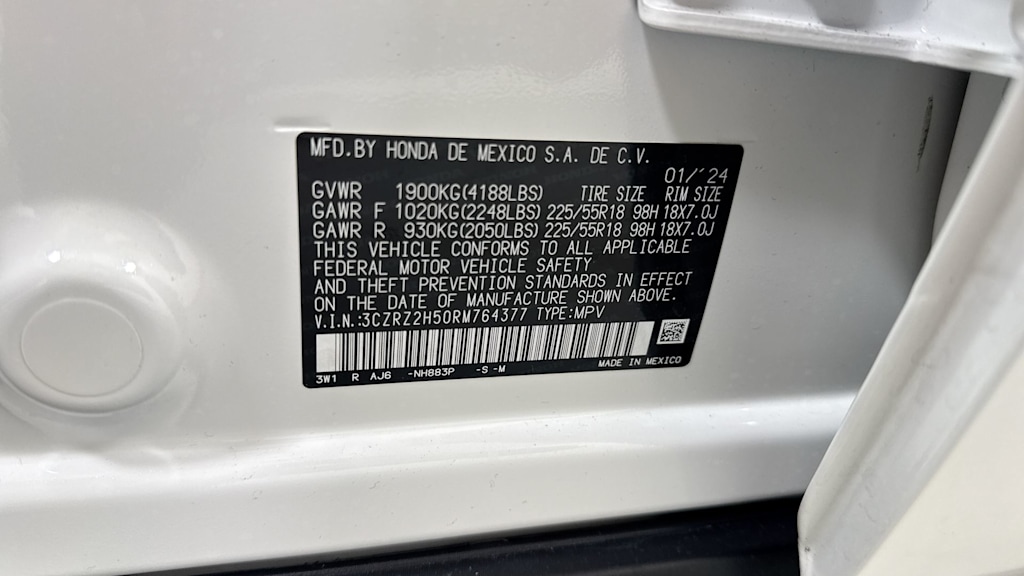 MFD.BY HONDA DE MEXICO S.A. DE C.V.
01/'24
GVWR 1900KG(4188LBS) TIRE SIZE RIM SIZE
GAWR F 1020KG(2248LBS) 225/55R18 98H 18X7.0J
GAWR R 930KG(2050LBS) 225/55R18 98H 18X7.0J
THIS VEHICLE CONFORMS TO ALL APPLICABLE
FEDERAL MOTOR VEHICLE SAFETY
AND THEFT PREVENTION STANDARDS IN EFFECT
ON THE DATE OF MANUFACTURE SHOWN ABOVE.
V.I.N.:3CZRZ2H50RM764377 TYPE:MPV
3W1 R AJ6 -NH883P -S -M MADE IN MEXICO